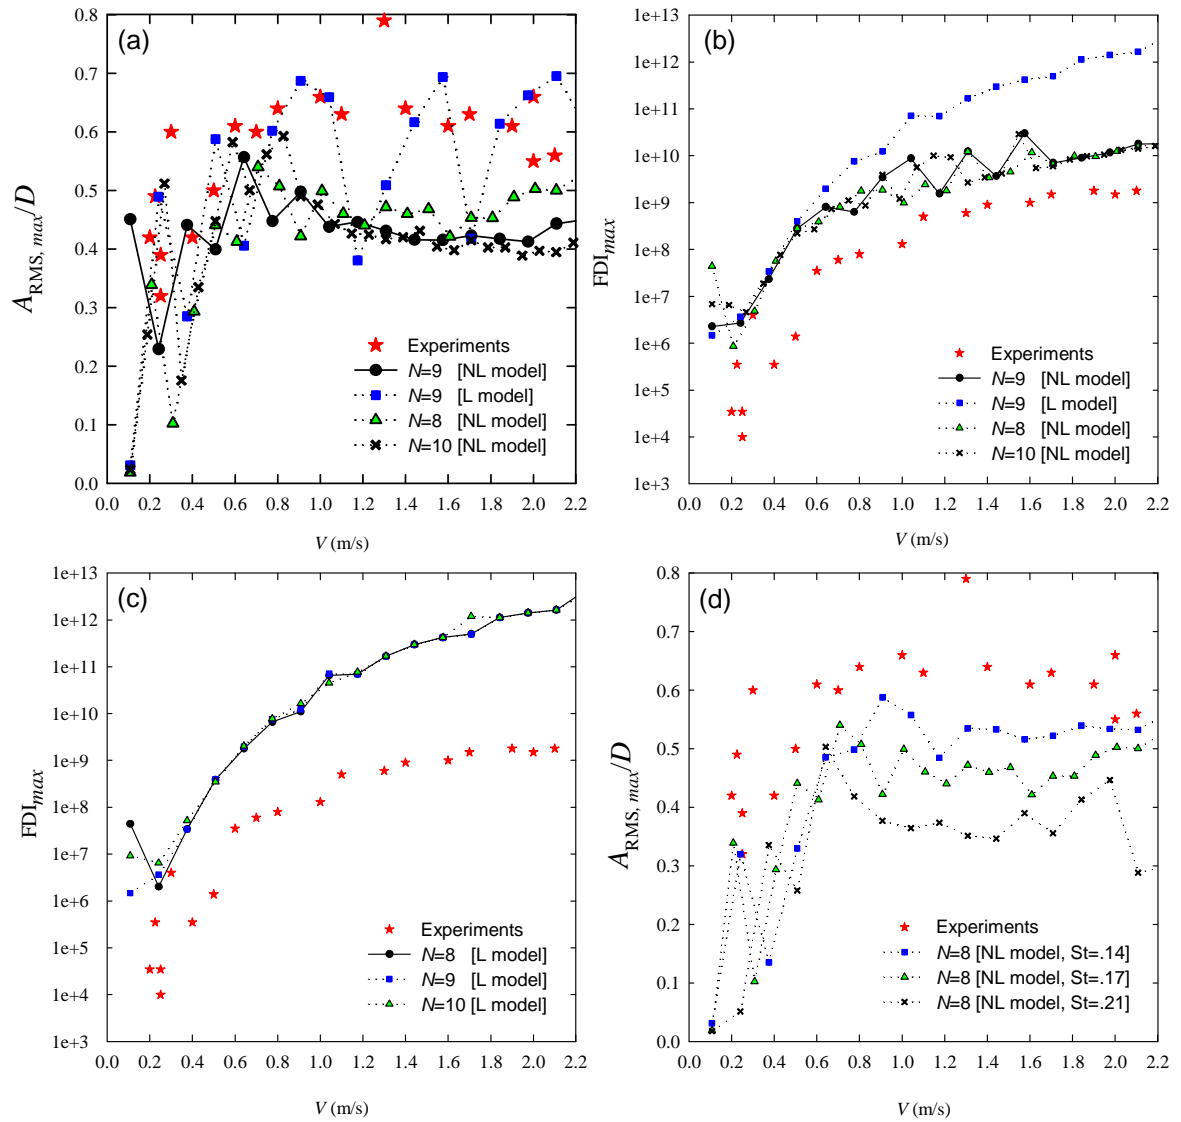 (a)
0.8
0.7
0.6
0.5
0.4
0.3
0.2
0.1
0.0
A RMS, max/D
Experiments
N=9 [NL model]
N=9 [L model]
N=8 [NL model]
N=10 [NL model]
0.0 0.2 0.4 0.6 0.8 1.0 1.2 1.4 1.6 1.8 2.0 2.2
V (m/s)
(b)
1e+13
1e+12
1e+11
1e+10
1e+9
1e+8
1e+7
1e+6
1e+5
1e+4
1e+3
FDI max
Experiments
N=9 [NL model]
N=9 [L model]
N=8 [NL model]
N=10 [NL model]
0.0 0.2 0.4 0.6 0.8 1.0 1.2 1.4 1.6 1.8 2.0 2.2
V (m/s)
(c)
1e+13
1e+12
1e+11
1e+10
1e+9
1e+8
1e+7
1e+6
1e+5
1e+4
1e+3
FDI max
Experiments
N=8 [L model]
N=9 [L model]
N=10 [L model]
0.0 0.2 0.4 0.6 0.8 1.0 1.2 1.4 1.6 1.8 2.0 2.2
V (m/s)
(d)
0.8
0.7
0.6
0.5
0.4
0.3
0.2
0.1
0.0
A RMS, max/D
Experiments
N=8 [NL model, St=.14]
N=8 [NL model, St=.17]
N=8 [NL model, St=.21]
0.0 0.2 0.4 0.6 0.8 1.0 1.2 1.4 1.6 1.8 2.0 2.2
V (m/s)